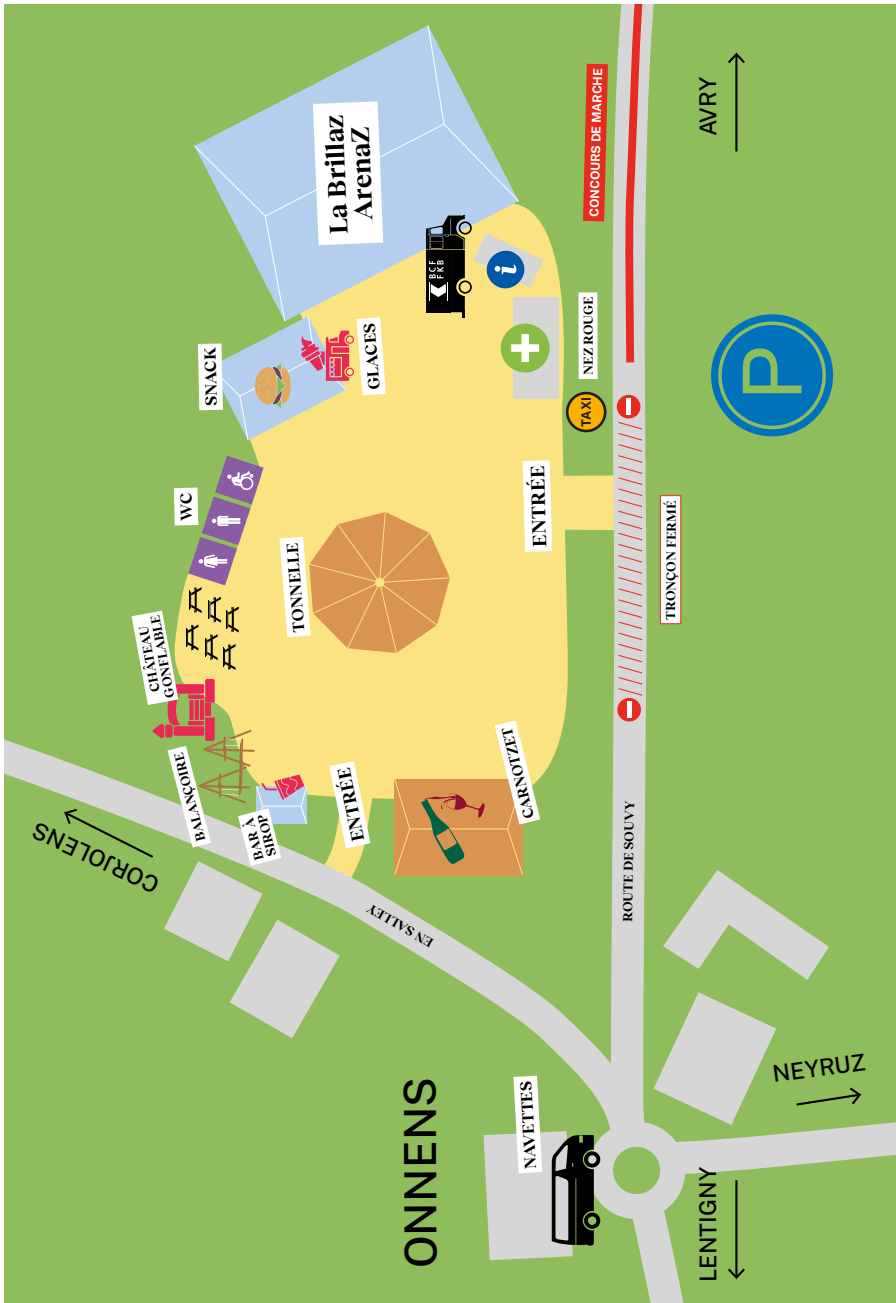 La Brillaz
ArenaZ
CONCOURS DE MARCHE
AVRY
BCF
FKB
i
SNACK
GLACES
NEZ ROUGE
TAXI
P
WC
ENTRÉE
TONNELLE
TRONÇON FERMÉ
CHÂTEAU
GONFLABLE
BALANÇOIRE
BAR À
SIROP
ENTRÉE
CARNOTZET
CORJOLENS
EN SALLEY
ROUTE DE SOUVY
ONNENS
NAVETTES
NEYRUZ
LENTIGNY